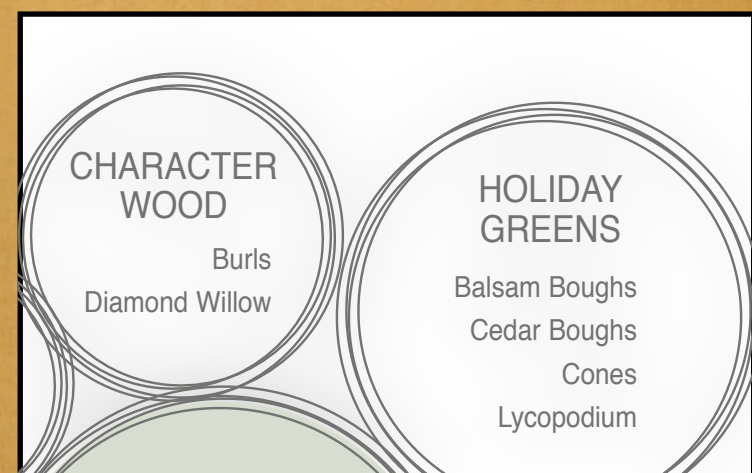 CHARACTER
WOOD
Burls
Diamond Willow
HOLIDAY
GREENS
Balsam Boughs
Cedar Boughs
Cones
Lycopodium